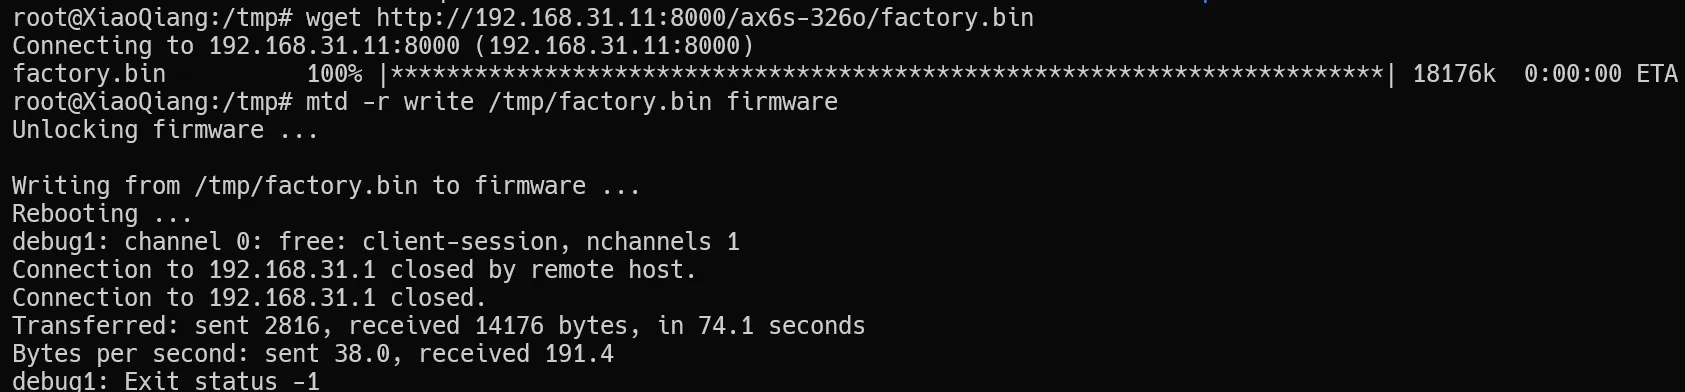 root@XiaoQiang:/tmp# wget http://192.168.31.11:8000/ax6s-326o/factory.bin
Connecting to 192.168.31.11:8000 (192.168.31.11:8000)
factory.bin          100% |***********************************************************************| 18176k  0:00:00 ETA
root@XiaoQiang:/tmp# mtd -r write /tmp/factory.bin firmware
Unlocking firmware ...
Writing from /tmp/factory.bin to firmware ...
Rebooting ...
debug1: channel 0: free: client-session, nchannels 1
Connection to 192.168.31.1 closed by remote host.
Connection to 192.168.31.1 closed.
Transferred: sent 2816, received 14176 bytes, in 74.1 seconds
Bytes per second: sent 38.0, received 191.4
debug1: Exit status -1